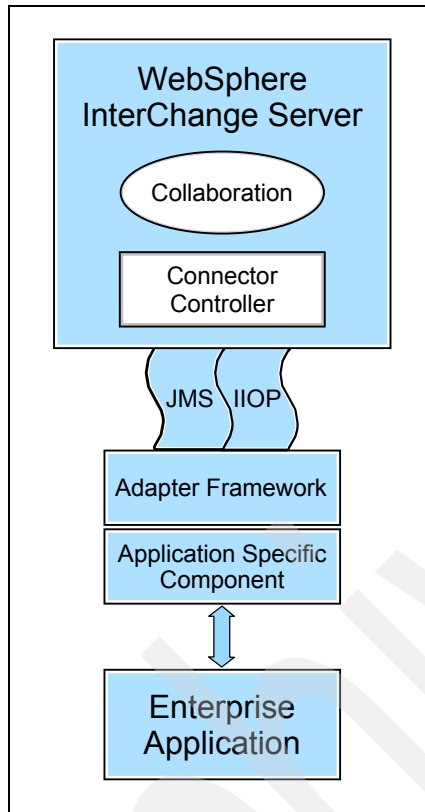 WebSphere
InterChange Server
Collaboration
Connector
Controller
JMS IIOP
Adapter Framework
Application Specific
Component
Enterprise
Application